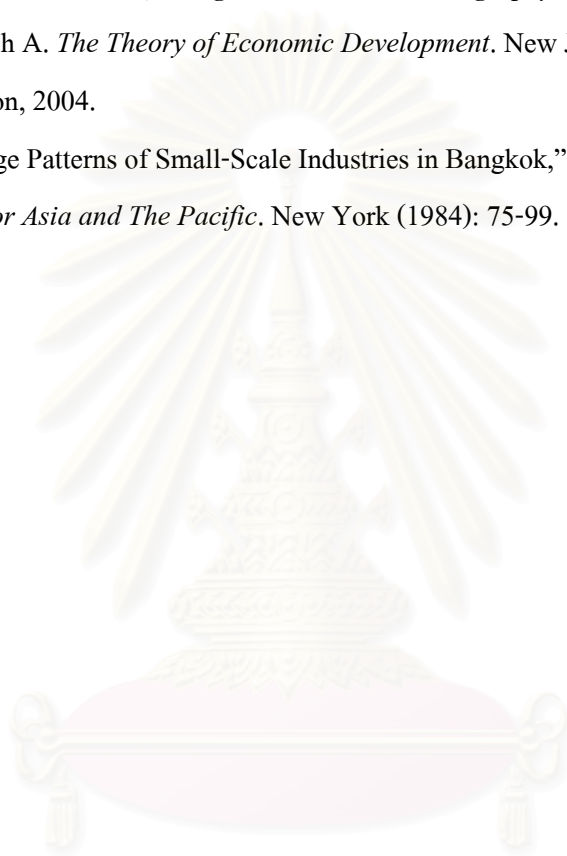 h A. The Theory of Economic Development. New J
on, 2004.
ge Patterns of Small-Scale Industries in Bangkok,”
or Asia and The Pacific. New York (1984): 75-99.